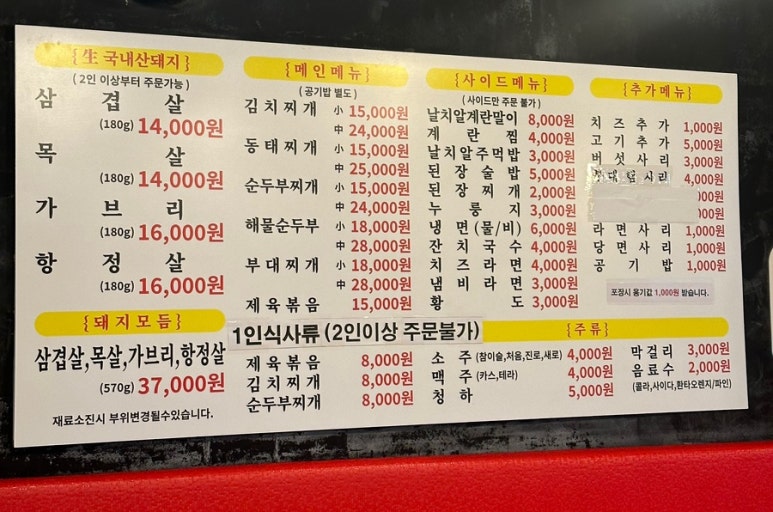 {生 국내산돼지}
(2인 이상부터 주문가능)
삼겹살
(180g) 14,000원
목살
(180g) 14,000원
가브리
(180g) 16,000원
항정살
(180g) 16,000원
{돼지모듬}
삼겹살,목살,가브리,항정살
(570g) 37,000원
재료소진시 부위변경될수있습니다.
{메인메뉴}
(공기밥 별도)
김치찌개 小 15,000원
中 24,000원
동태찌개 小 15,000원
中 25,000원
순두부찌개 小 15,000원
中 24,000원
해물순두부 小 18,000원
中 28,000원
부대찌개 小 18,000원
中 28,000원
제육볶음 15,000원
1인식사류 (2인이상 주문불가)
제육볶음 8,000원
김치찌개 8,000원
순두부찌개 8,000원
{사이드메뉴}
(사이드만 주문 불가)
날치알계란말이 8,000원
계란찜 4,000원
날치알주먹밥 3,000원
된장술밥 5,000원
된장찌개 2,000원
누룽지 3,000원
냉면(물/비) 6,000원
잔치국수 4,000원
치즈라면 4,000원
냄비라면 3,000원
황도 3,000원
{추가메뉴}
치즈추가 1,000원
고기추가 5,000원
버섯사리 3,000원
햄사리 4,000원
000원
000원
라면사리 1,000원
당면사리 1,000원
공기밥 1,000원
포장시 용기값 1,000원 받습니다.
{주류}
소주(참이슬,처음,진로,새로) 4,000원
맥주(카스,테라) 4,000원
청하 5,000원
막걸리 3,000원
음료수 2,000원
(콜라,사이다,환타오렌지/파인)